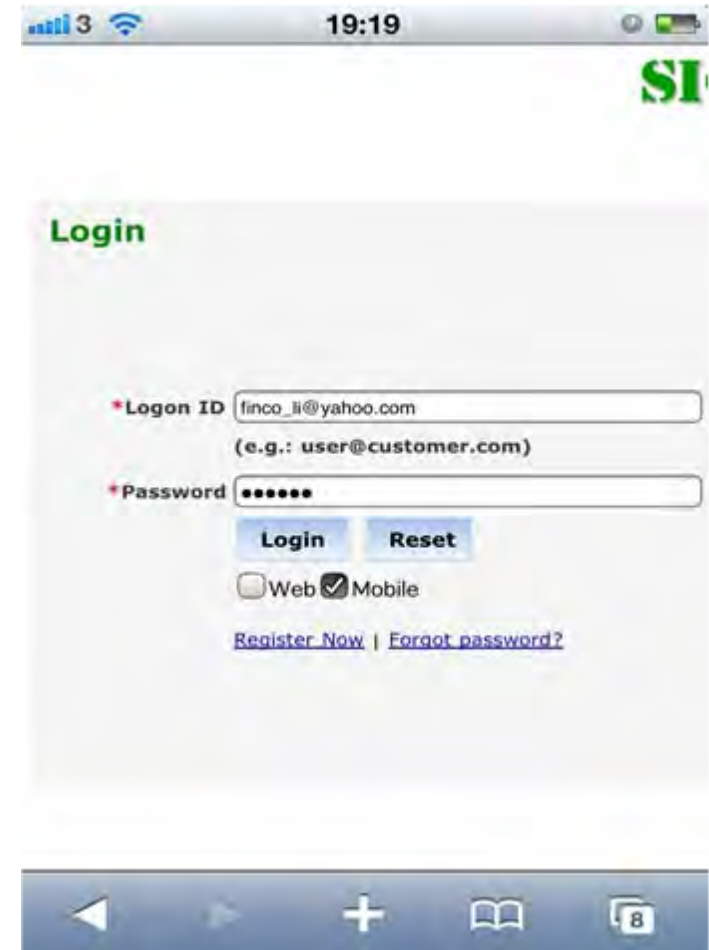 3 19:19
SI
Login
*Logon ID finco_li@yahoo.com
(e.g.: user@customer.com)
*Password ••••••
Login Reset
Web Mobile
Register Now | Forgot password?
8